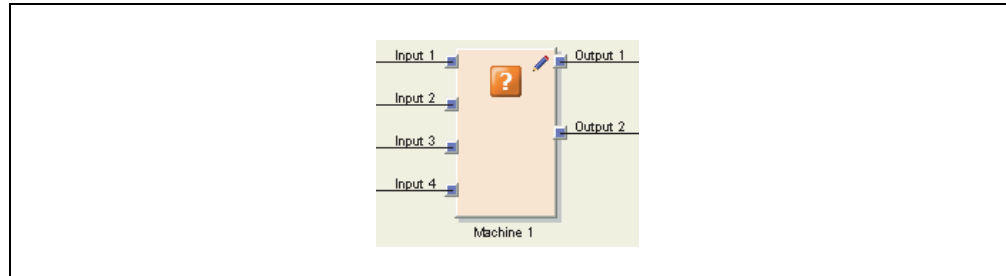 Input 1
Output 1
?
Input 2
Output 2
Input 3
Input 4
Machine 1